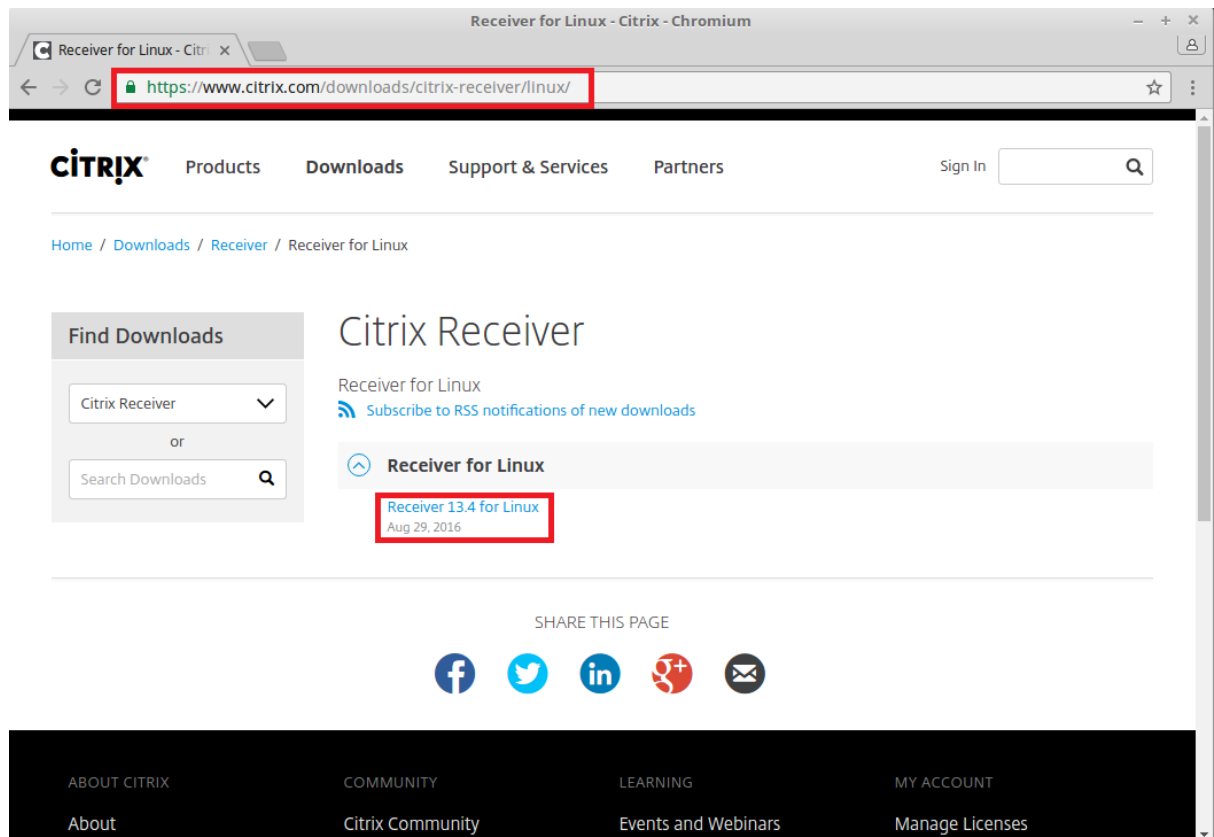 Receiver for Linux - Citrix - Chromium
Receiver for Linux - Citri
https://www.citrix.com/downloads/citrix-receiver/linux/
CITRIX
Products Downloads Support & Services Partners Sign In
Home / Downloads / Receiver / Receiver for Linux
Find Downloads
Citrix Receiver
or
Search Downloads
Citrix Receiver
Receiver for Linux
Subscribe to RSS notifications of new downloads
Receiver for Linux
Receiver 13.4 for Linux
Aug 29, 2016
SHARE THIS PAGE
ABOUT CITRIX COMMUNITY LEARNING MY ACCOUNT
About Citrix Community Events and Webinars Manage Licenses